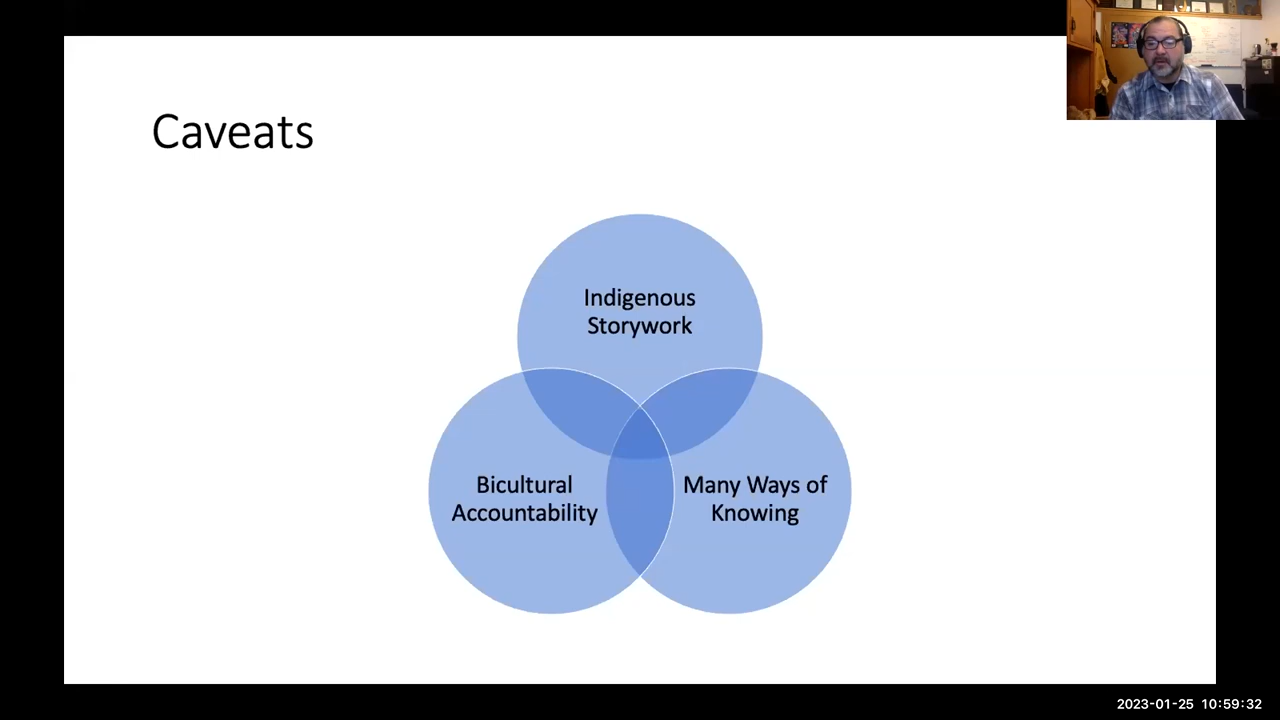 Caveats
Indigenous
Storywork
Bicultural
Accountability
Many Ways of
Knowing
2023-01-25 10:59:32